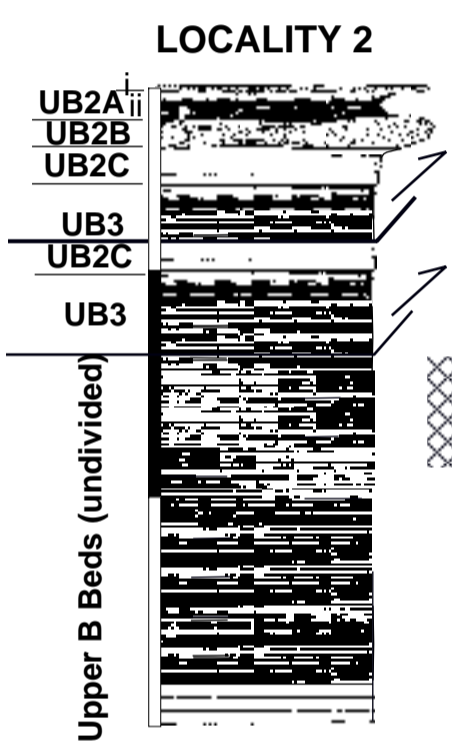 LOCALITY 2
i
UB2A ii
UB2B
UB2C
UB3
UB2C
UB3
Upper B Beds (undivided)